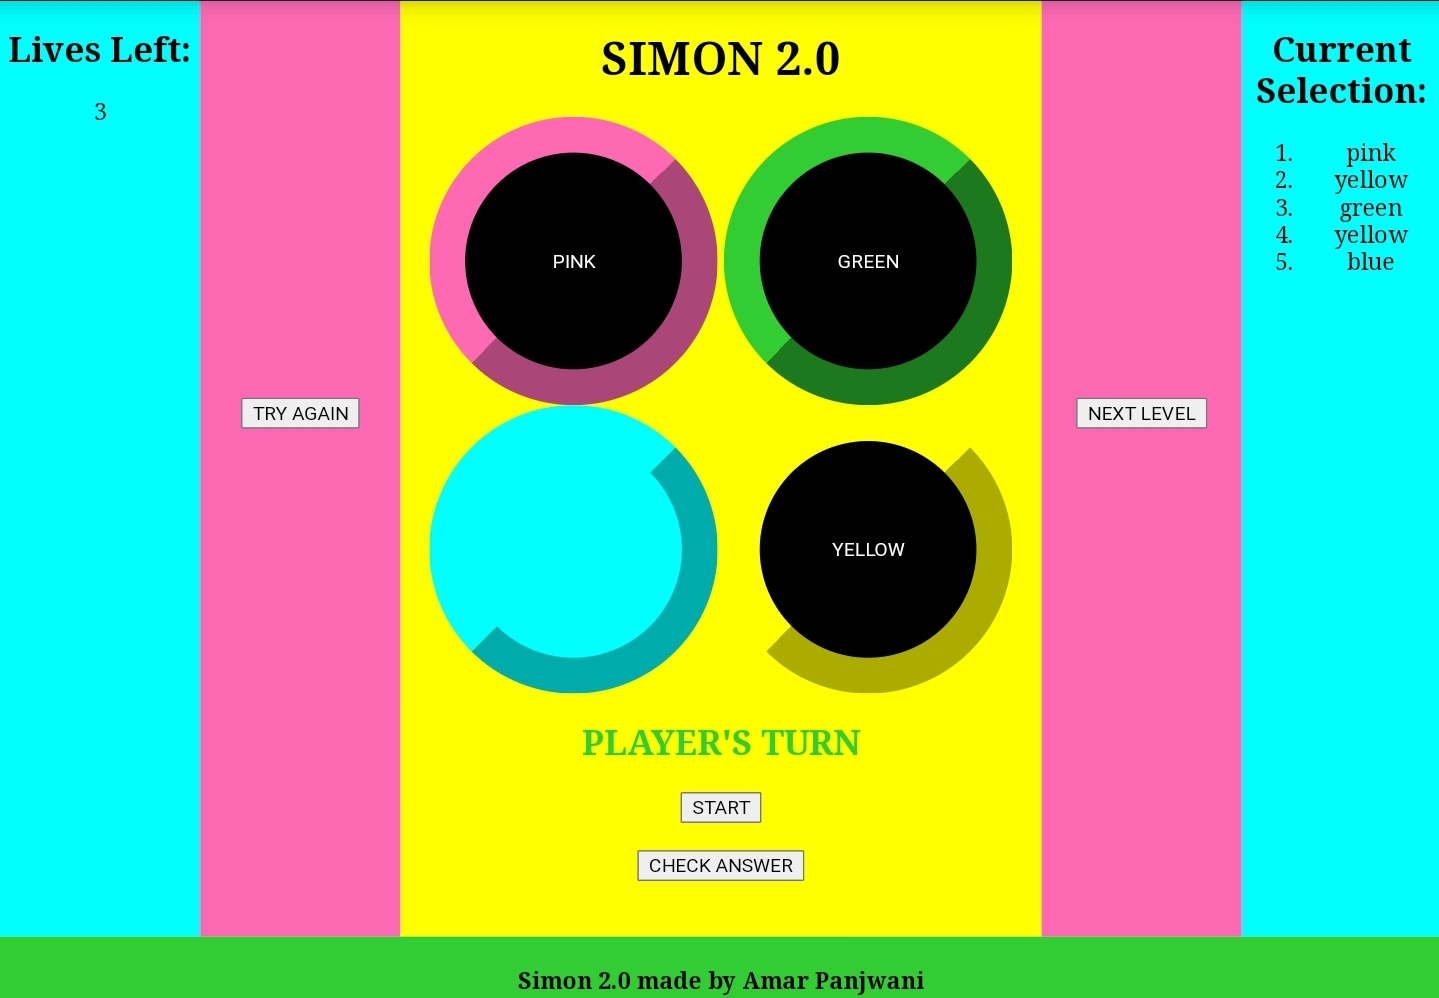 Lives Left:
3
SIMON 2.0
PINK
GREEN
YELLOW
TRY AGAIN
NEXT LEVEL
PLAYER'S TURN
START
CHECK ANSWER
Current
Selection:
1. pink
2. yellow
3. green
4. yellow
5. blue
Simon 2.0 made by Amar Panjwani